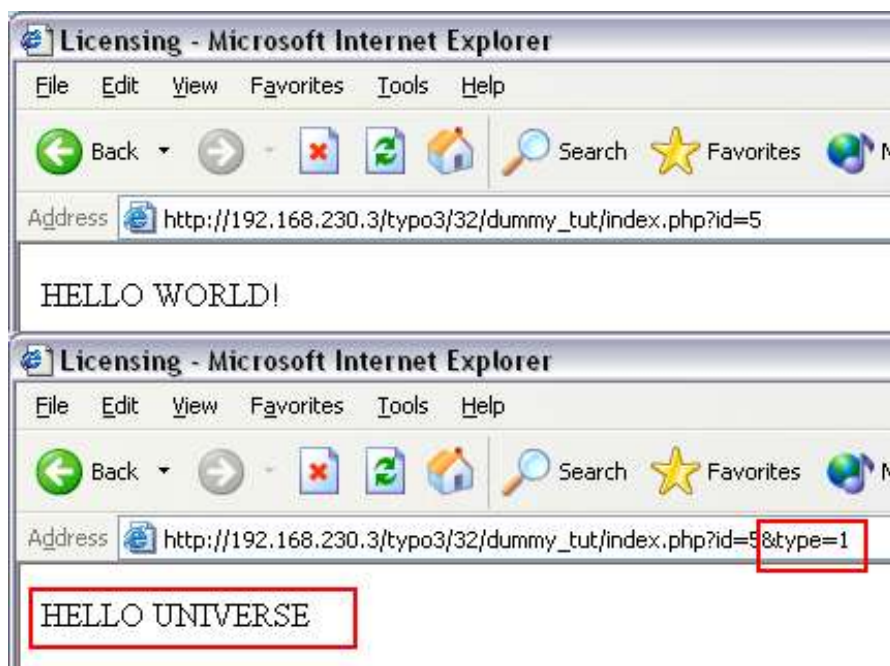 Licensing - Microsoft Internet Explorer
File Edit View Favorites Tools Help
Back Search Favorites
Address http://192.168.230.3/typo3/32/dummy_tut/index.php?id=5
HELLO WORLD!
Licensing - Microsoft Internet Explorer
File Edit View Favorites Tools Help
Back Search Favorites
Address http://192.168.230.3/typo3/32/dummy_tut/index.php?id=5&type=1
HELLO UNIVERSE